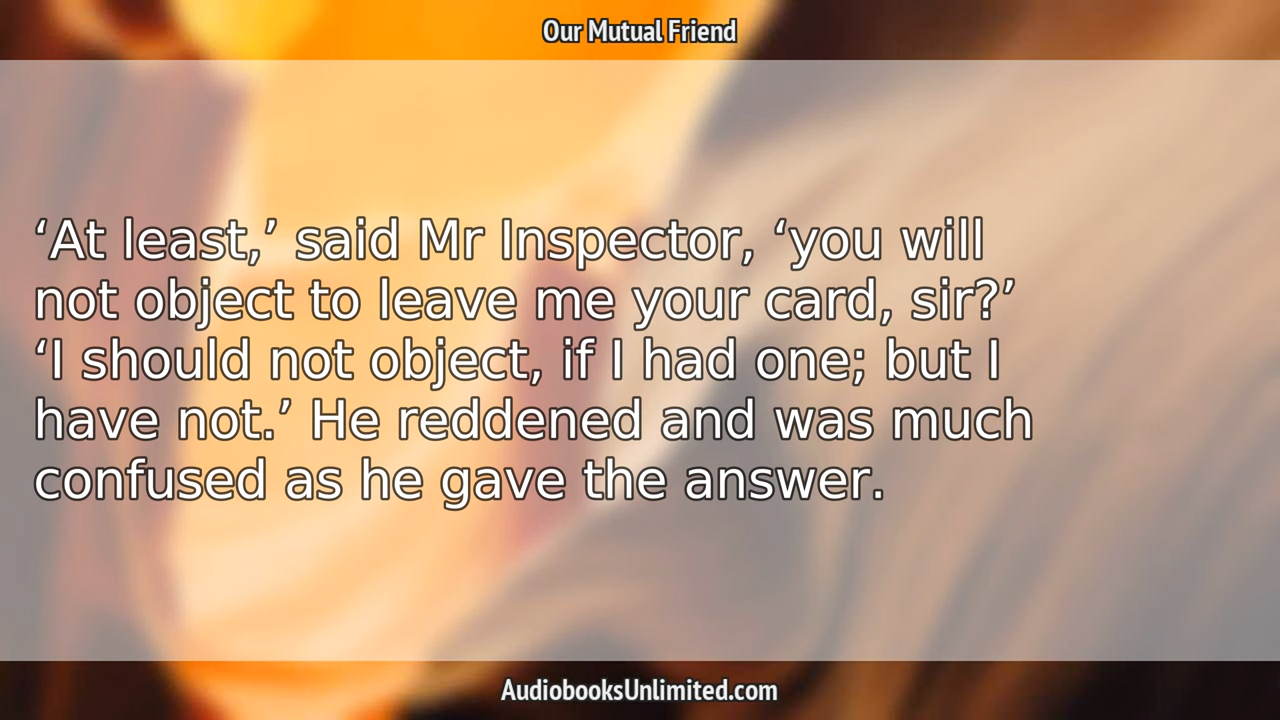 Our Mutual Friend
‘At least,’ said Mr Inspector, ‘you will
not object to leave me your card, sir?’
‘I should not object, if I had one; but I
have not.’ He reddened and was much
confused as he gave the answer.
AudiobooksUnlimited.com